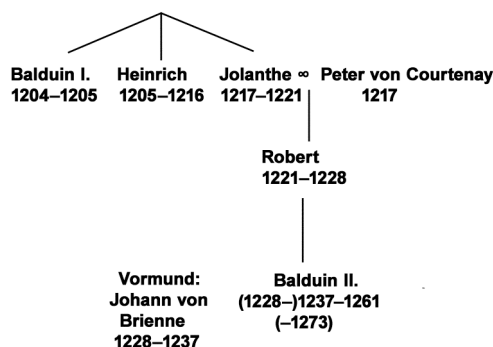 Balduin I. Heinrich Jolanthe ∞ Peter von Courtenay
1204–1205 1205–1216 1217–1221 1217
Robert
1221–1228
Vormund: Balduin II.
Johann von (1228–)1237–1261
Brienne (–1273)
1228–1237